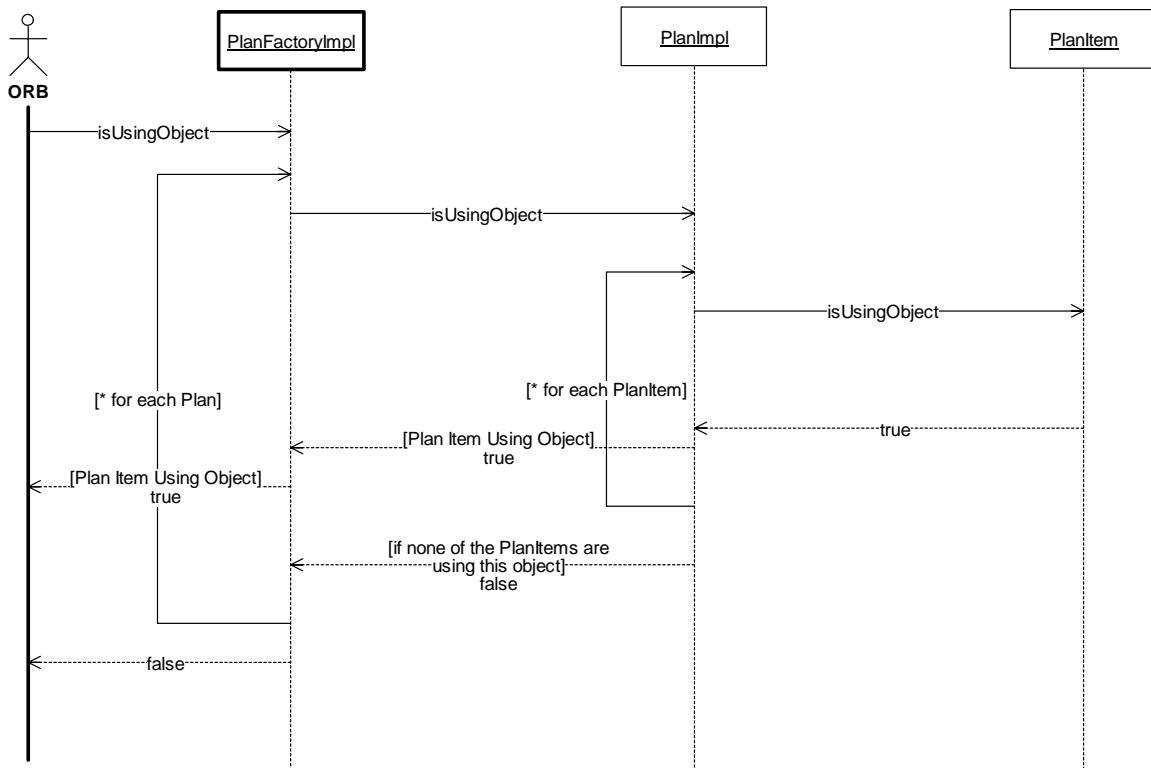 PlanFactoryImpl
PlanImpl
PlanItem
ORB
isUsingObject
isUsingObject
isUsingObject
[* for each Plan]
[* for each PlanItem]
true
[Plan Item Using Object]
true
[Plan Item Using Object]
true
[if none of the PlanItems are
using this object]
false
false